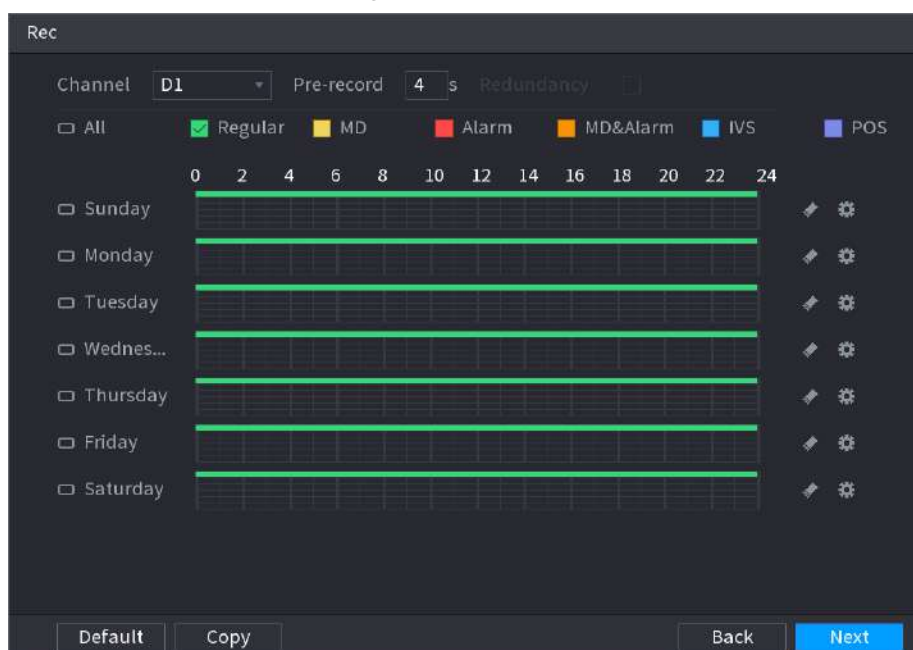 Rec
Channel D1 Pre-record 4 s Redundancy
All Regular MD Alarm MD&Alarm IVS POS
0 2 4 6 8 10 12 14 16 18 20 22 24
Sunday
Monday
Tuesday
Wednes...
Thursday
Friday
Saturday
Default Copy Back Next